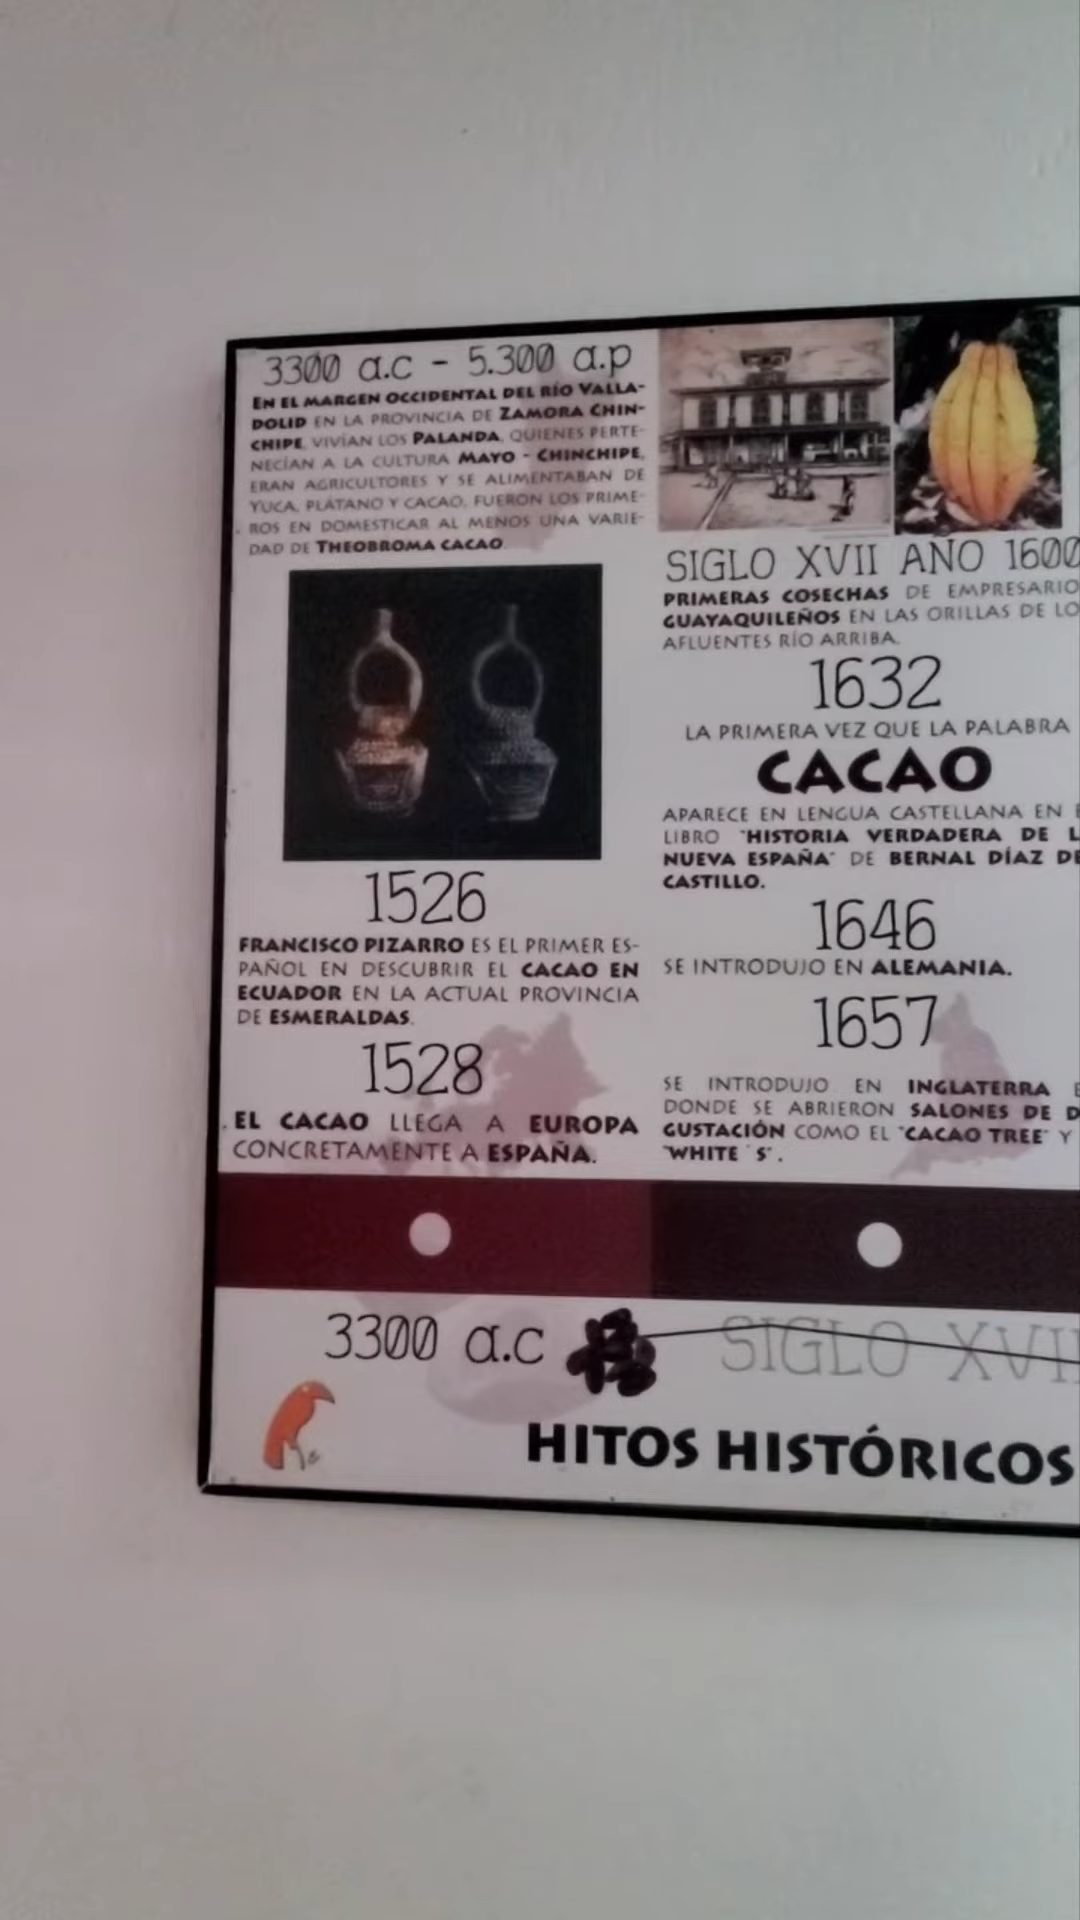 3300 a.c - 5.300 a.p
EN EL MARGEN OCCIDENTAL DEL RÍO VALLA-
DOLID EN LA PROVINCIA DE ZAMORA CHIN-
CHIPE, VIVÍAN LOS PALANDA, QUIENES PERTE-
NECÍAN A LA CULTURA MAYO - CHINCHIPE,
ERAN AGRICULTORES Y SE ALIMENTABAN DE
YUCA, PLÁTANO Y CACAO, FUERON LOS PRIME-
ROS EN DOMESTICAR AL MENOS UNA VARIE-
DAD DE THEOBROMA CACAO.
1526
FRANCISCO PIZARRO ES EL PRIMER ES-
PAÑOL EN DESCUBRIR EL CACAO EN
ECUADOR EN LA ACTUAL PROVINCIA
DE ESMERALDAS.
1528
EL CACAO LLEGA A EUROPA
CONCRETAMENTE A ESPAÑA.
SIGLO XVII AÑO 1600
PRIMERAS COSECHAS DE EMPRESARIO
GUAYAQUILEÑOS EN LAS ORILLAS DE LO
AFLUENTES RÍO ARRIBA.
1632
LA PRIMERA VEZ QUE LA PALABRA
CACAO
APARECE EN LENGUA CASTELLANA EN E
LIBRO "HISTORIA VERDADERA DE L
NUEVA ESPAÑA" DE BERNAL DÍAZ DE
CASTILLO.
1646
SE INTRODUJO EN ALEMANIA.
1657
SE INTRODUJO EN INGLATERRA E
DONDE SE ABRIERON SALONES DE D
GUSTACIÓN COMO EL "CACAO TREE" Y
"WHITE ´S".
3300 a.c
SIGLO XVII
HITOS HISTÓRICOS